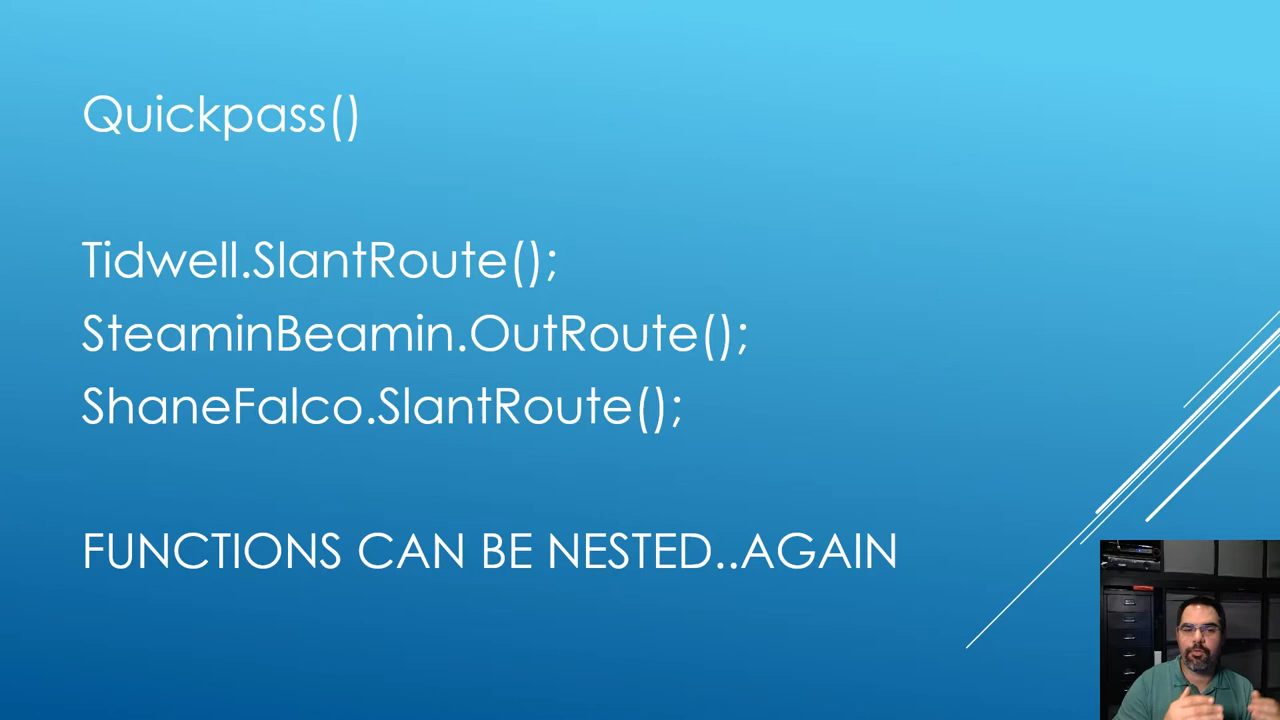 Quickpass()
Tidwell.SlantRoute();
SteaminBeamin.OutRoute();
ShaneFalco.SlantRoute();
FUNCTIONS CAN BE NESTED..AGAIN